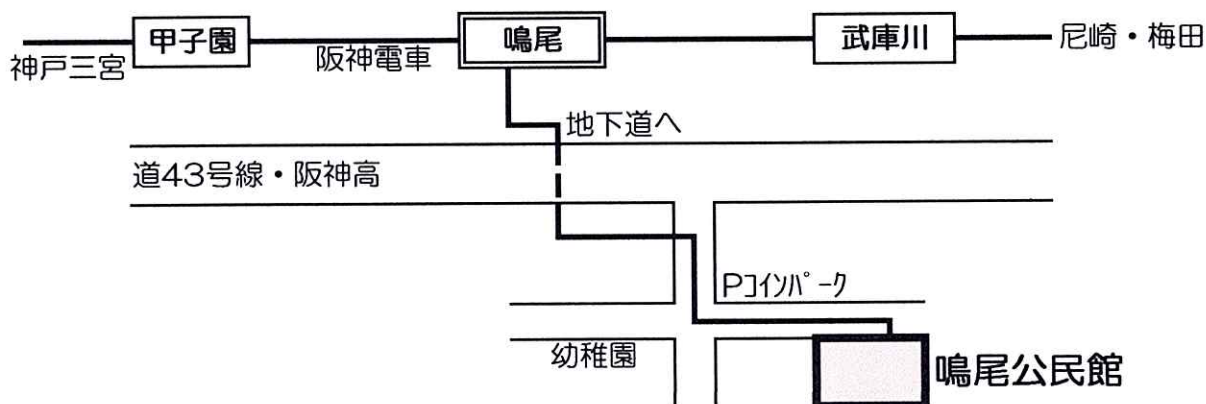 甲子園
鳴尾
武庫川
尼崎・梅田
神戸三宮
阪神電車
地下道へ
道43号線・阪神高
Pコインパーク
幼稚園
鳴尾公民館